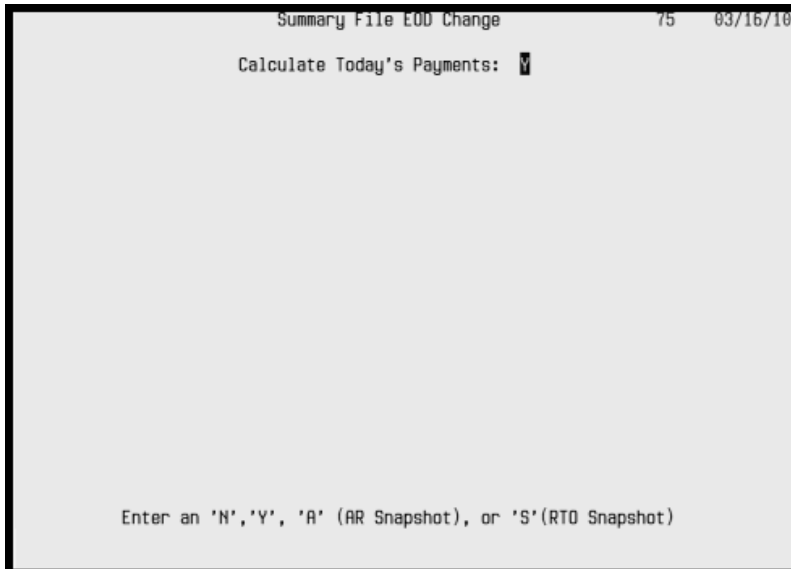 Summary File EOD Change 75 03/16/10
Calculate Today's Payments: Y
Enter an 'N','Y', 'A' (AR Snapshot), or 'S'(RTO Snapshot)